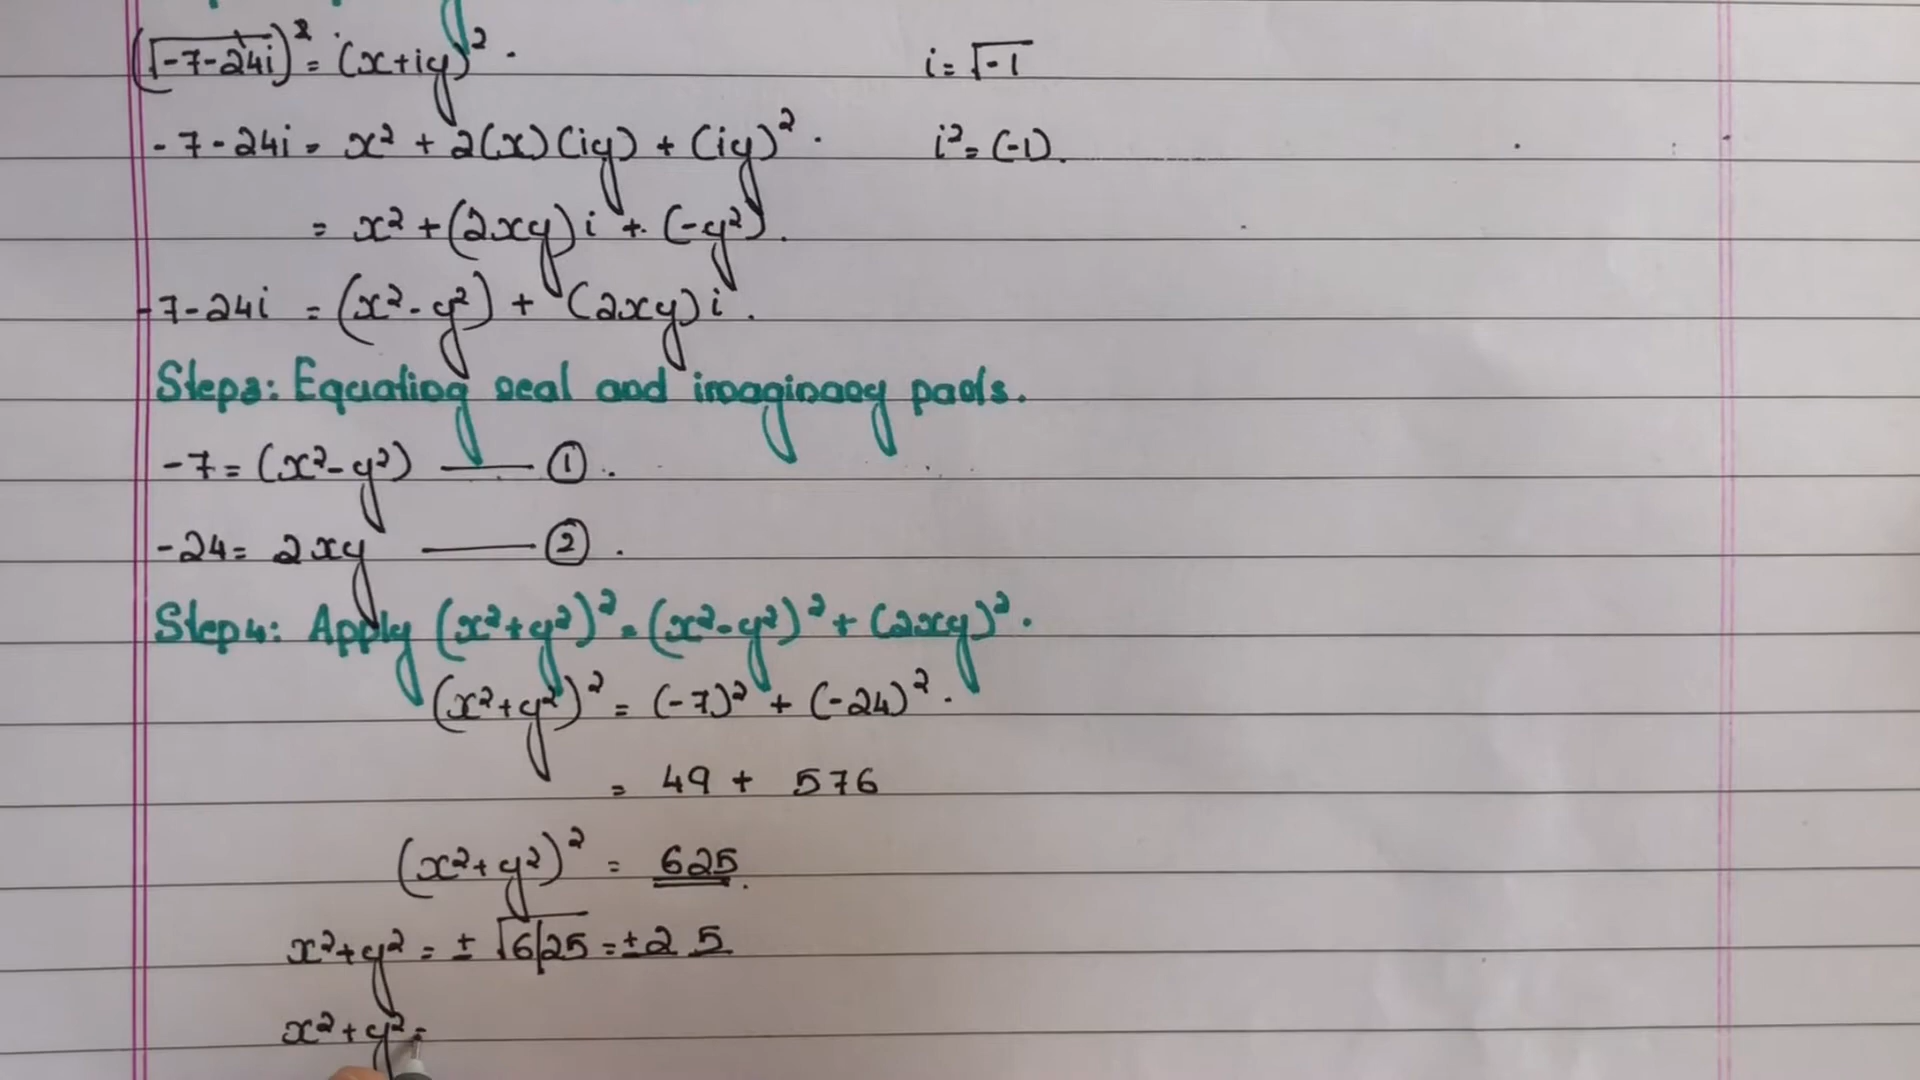 (√-7-24i)² = (x+iy)².
i = √-1
-7-24i = x² + 2(x)(iy) + (iy)².
i² = (-1).
= x² + (2xy)i + (-y²).
-7-24i = (x²-y²) + (2xy)i.
Step3: Equating real and imaginary parts.
-7 = (x²-y²) —— ①.
-24 = 2xy —— ②.
Step4: Apply (x²+y²)² = (x²-y²)² + (2xy)².
(x²+y²)² = (-7)² + (-24)².
= 49 + 576
(x²+y²)² = 625.
x²+y² = ± √625 = ±25
x²+y² =